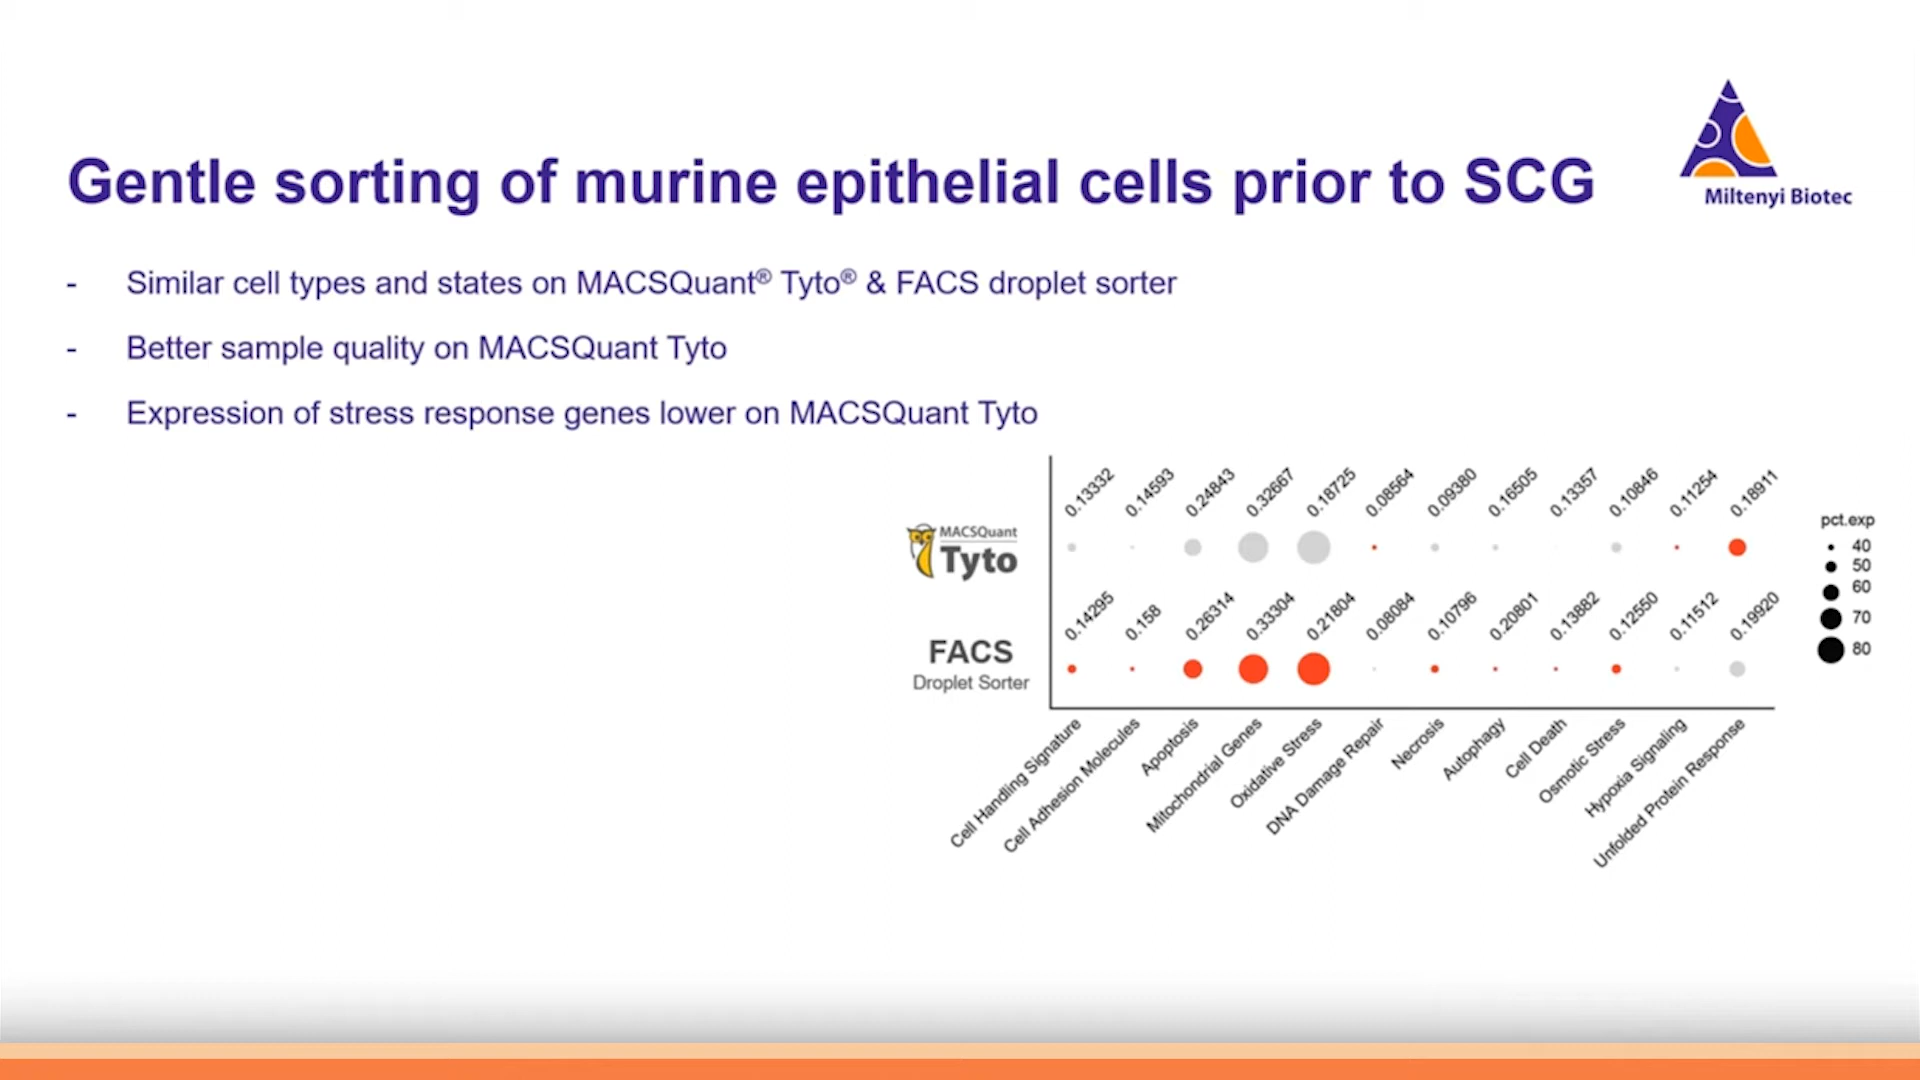 Gentle sorting of murine epithelial cells prior to SCG
Miltenyi Biotec
- Similar cell types and states on MACSQuant® Tyto® & FACS droplet sorter
- Better sample quality on MACSQuant Tyto
- Expression of stress response genes lower on MACSQuant Tyto
0.13332 0.14593 0.24843 0.32667 0.18725 0.08564 0.09380 0.16505 0.13357 0.10846 0.11254 0.18911
MACSQuant
Tyto
0.14295 0.158 0.26314 0.33304 0.21804 0.08084 0.10796 0.20801 0.13882 0.12550 0.11512 0.19920
FACS
Droplet Sorter
Cell Handling Signature
Cell Adhesion Molecules
Apoptosis
Mitochondrial Genes
Oxidative Stress
DNA Damage Repair
Necrosis
Autophagy
Cell Death
Osmotic Stress
Hypoxia Signaling
Unfolded Protein Response
pct.exp
40
50
60
70
80